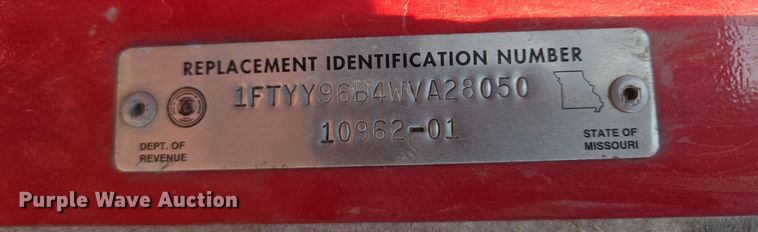 REPLACEMENT IDENTIFICATION NUMBER
1FTYY96B4WVA28050
10962-01
DEPT. OF
REVENUE
STATE OF
MISSOURI
Purple Wave Auction